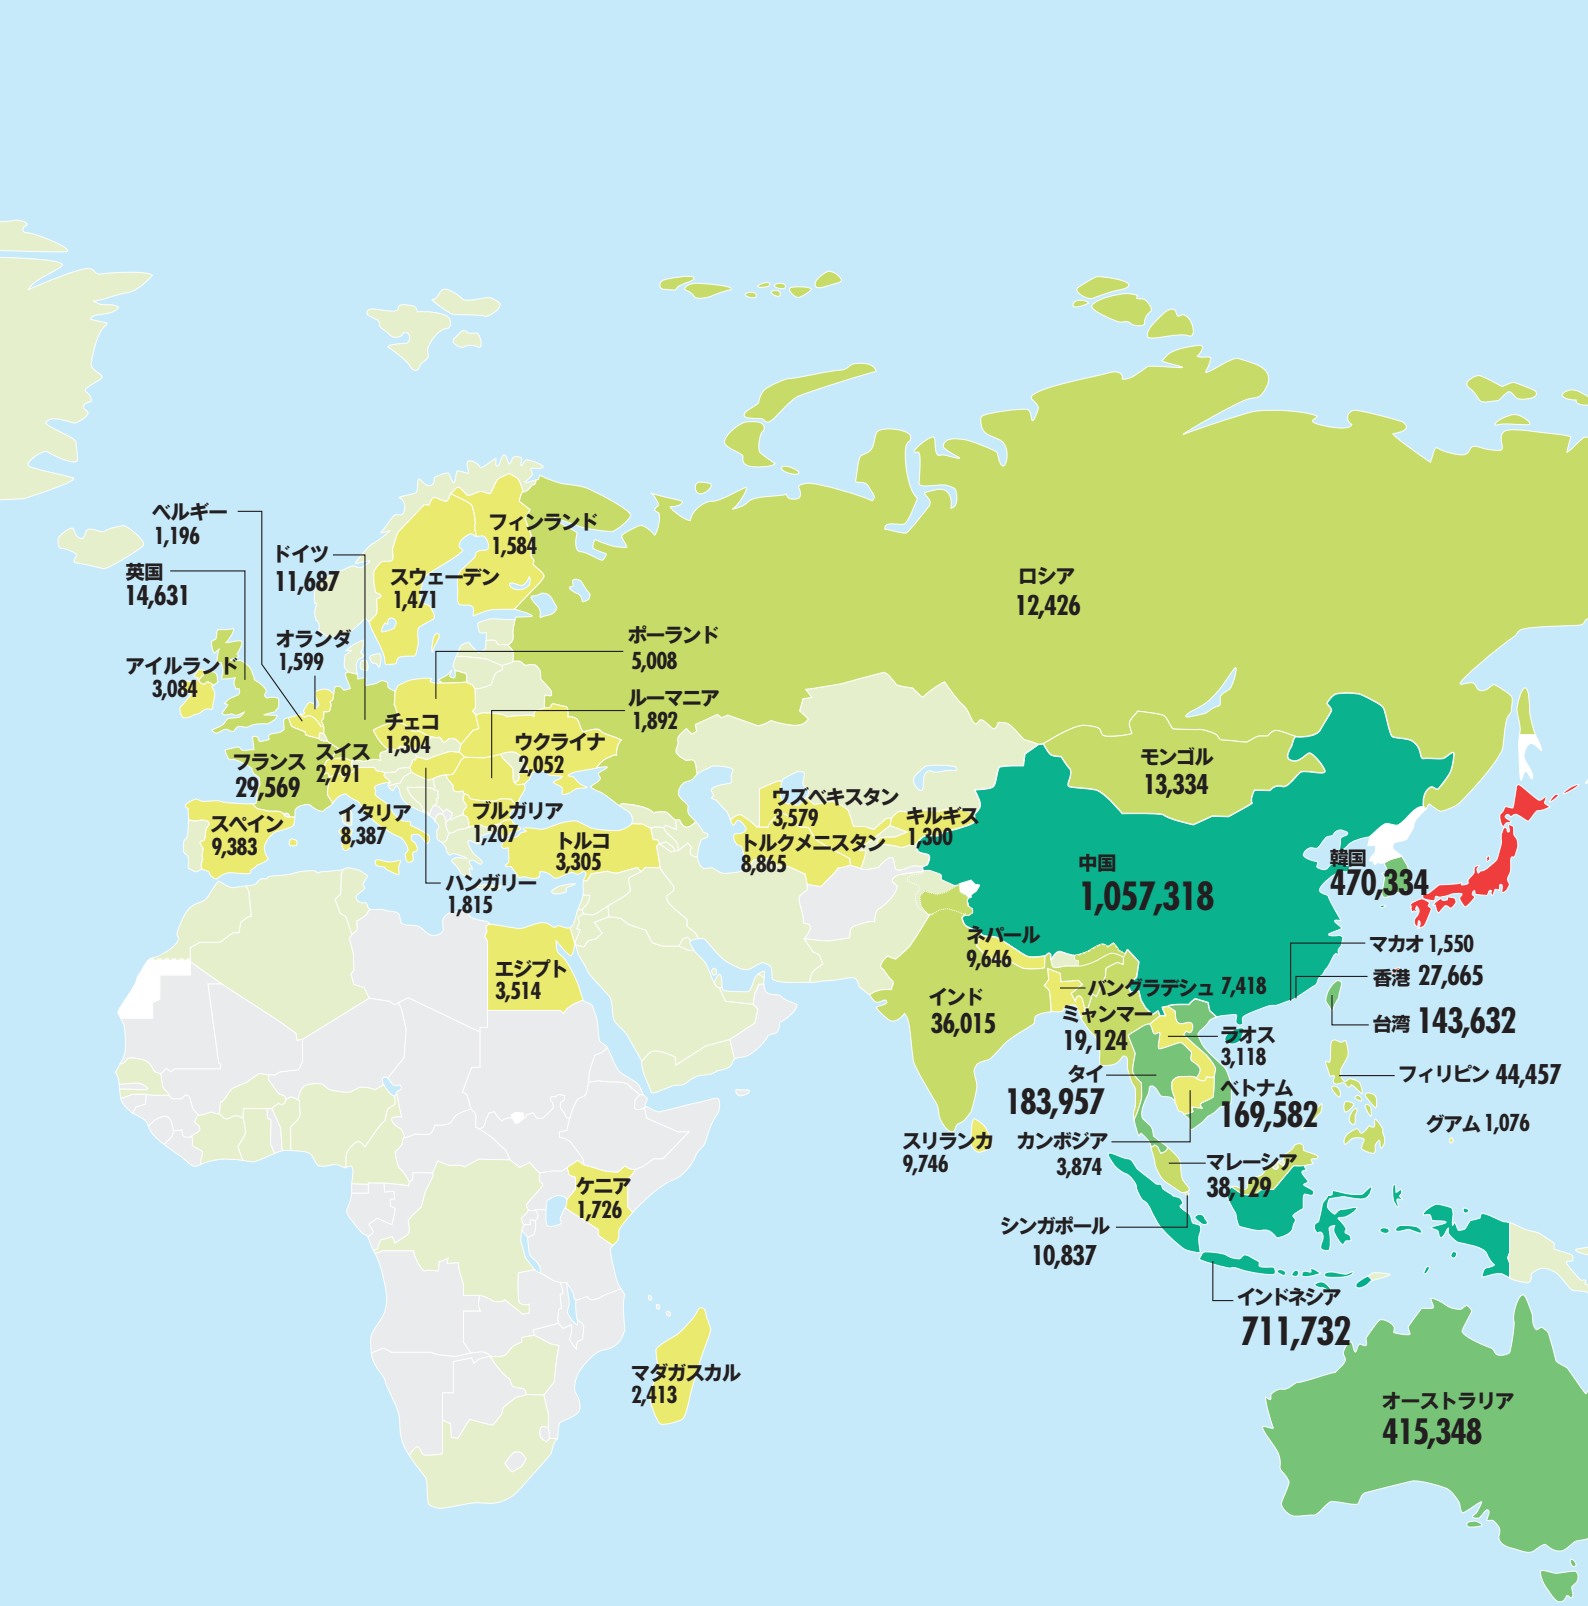 ベルギー
1,196
フィンランド
1,584
ドイツ
11,687
英国
14,631
スウェーデン
1,471
ロシア
12,426
オランダ
1,599
ポーランド
5,008
アイルランド
3,084
ルーマニア
1,892
チェコ
1,304
ウクライナ
2,052
フランス
29,569
スイス
2,791
モンゴル
13,334
イタリア
8,387
ブルガリア
1,207
ウズベキスタン
3,579
キルギス
1,300
スペイン
9,383
トルコ
3,305
トルクメニスタン
8,865
中国
1,057,318
韓国
470,334
ハンガリー
1,815
ネパール
9,646
マカオ 1,550
エジプト
3,514
香港 27,665
バングラデシュ 7,418
インド
36,015
ミャンマー
19,124
台湾 143,632
ラオス
3,118
タイ
183,957
フィリピン 44,457
ベトナム
169,582
グアム 1,076
スリランカ
9,746
カンボジア
3,874
マレーシア
38,129
ケニア
1,726
シンガポール
10,837
インドネシア
711,732
マダガスカル
2,413
オーストラリア
415,348